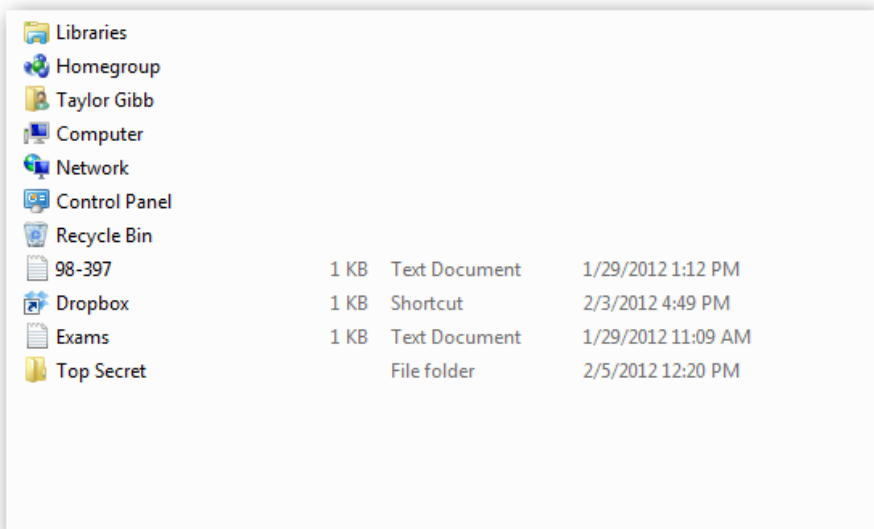 Libraries
Homegroup
Taylor Gibb
Computer
Network
Control Panel
Recycle Bin
98-397 1 KB Text Document 1/29/2012 1:12 PM
Dropbox 1 KB Shortcut 2/3/2012 4:49 PM
Exams 1 KB Text Document 1/29/2012 11:09 AM
Top Secret File folder 2/5/2012 12:20 PM